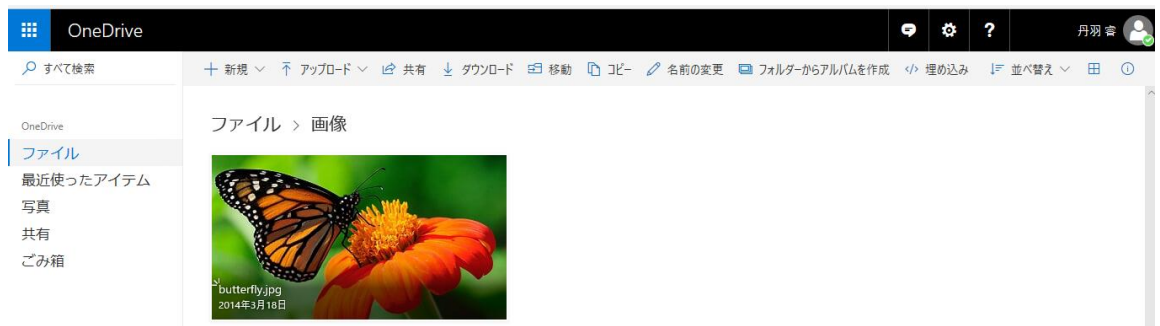 OneDrive
?
丹羽 睿
すべて検索
新規
アップロード
共有
ダウンロード
移動
コピー
名前の変更
フォルダーからアルバムを作成
埋め込み
並べ替え
OneDrive
ファイル
最近使ったアイテム
写真
共有
ごみ箱
ファイル > 画像
butterfly.jpg
2014年3月18日